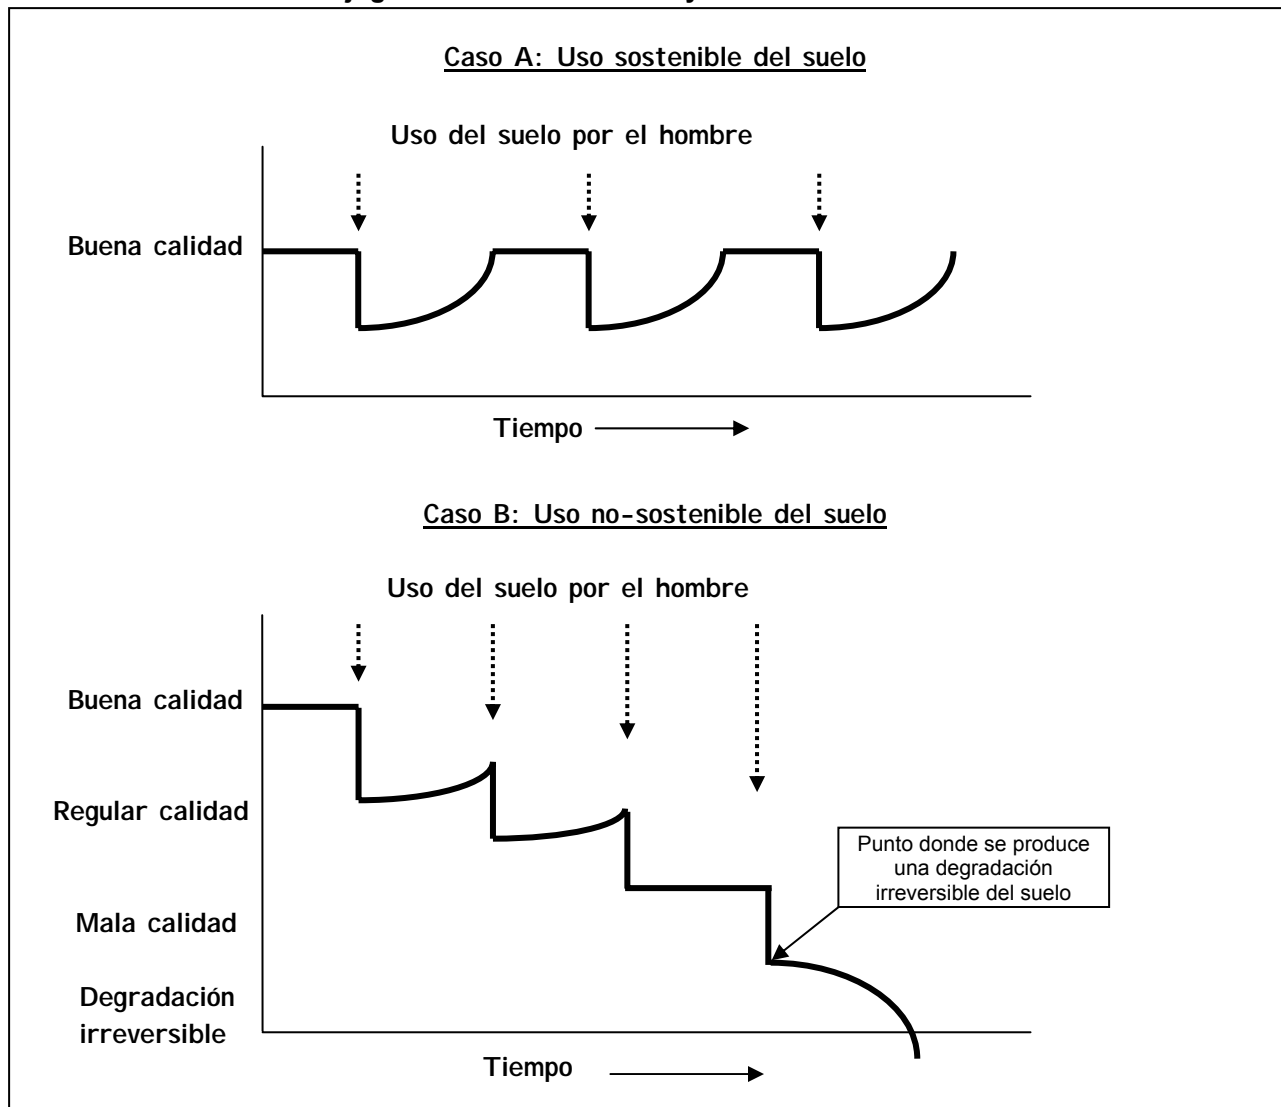 Caso A: Uso sostenible del suelo
Uso del suelo por el hombre
Buena calidad
Tiempo
Caso B: Uso no-sostenible del suelo
Uso del suelo por el hombre
Buena calidad
Regular calidad
Punto donde se produce
una degradación
irreversible del suelo
Mala calidad
Degradación
irreversible
Tiempo